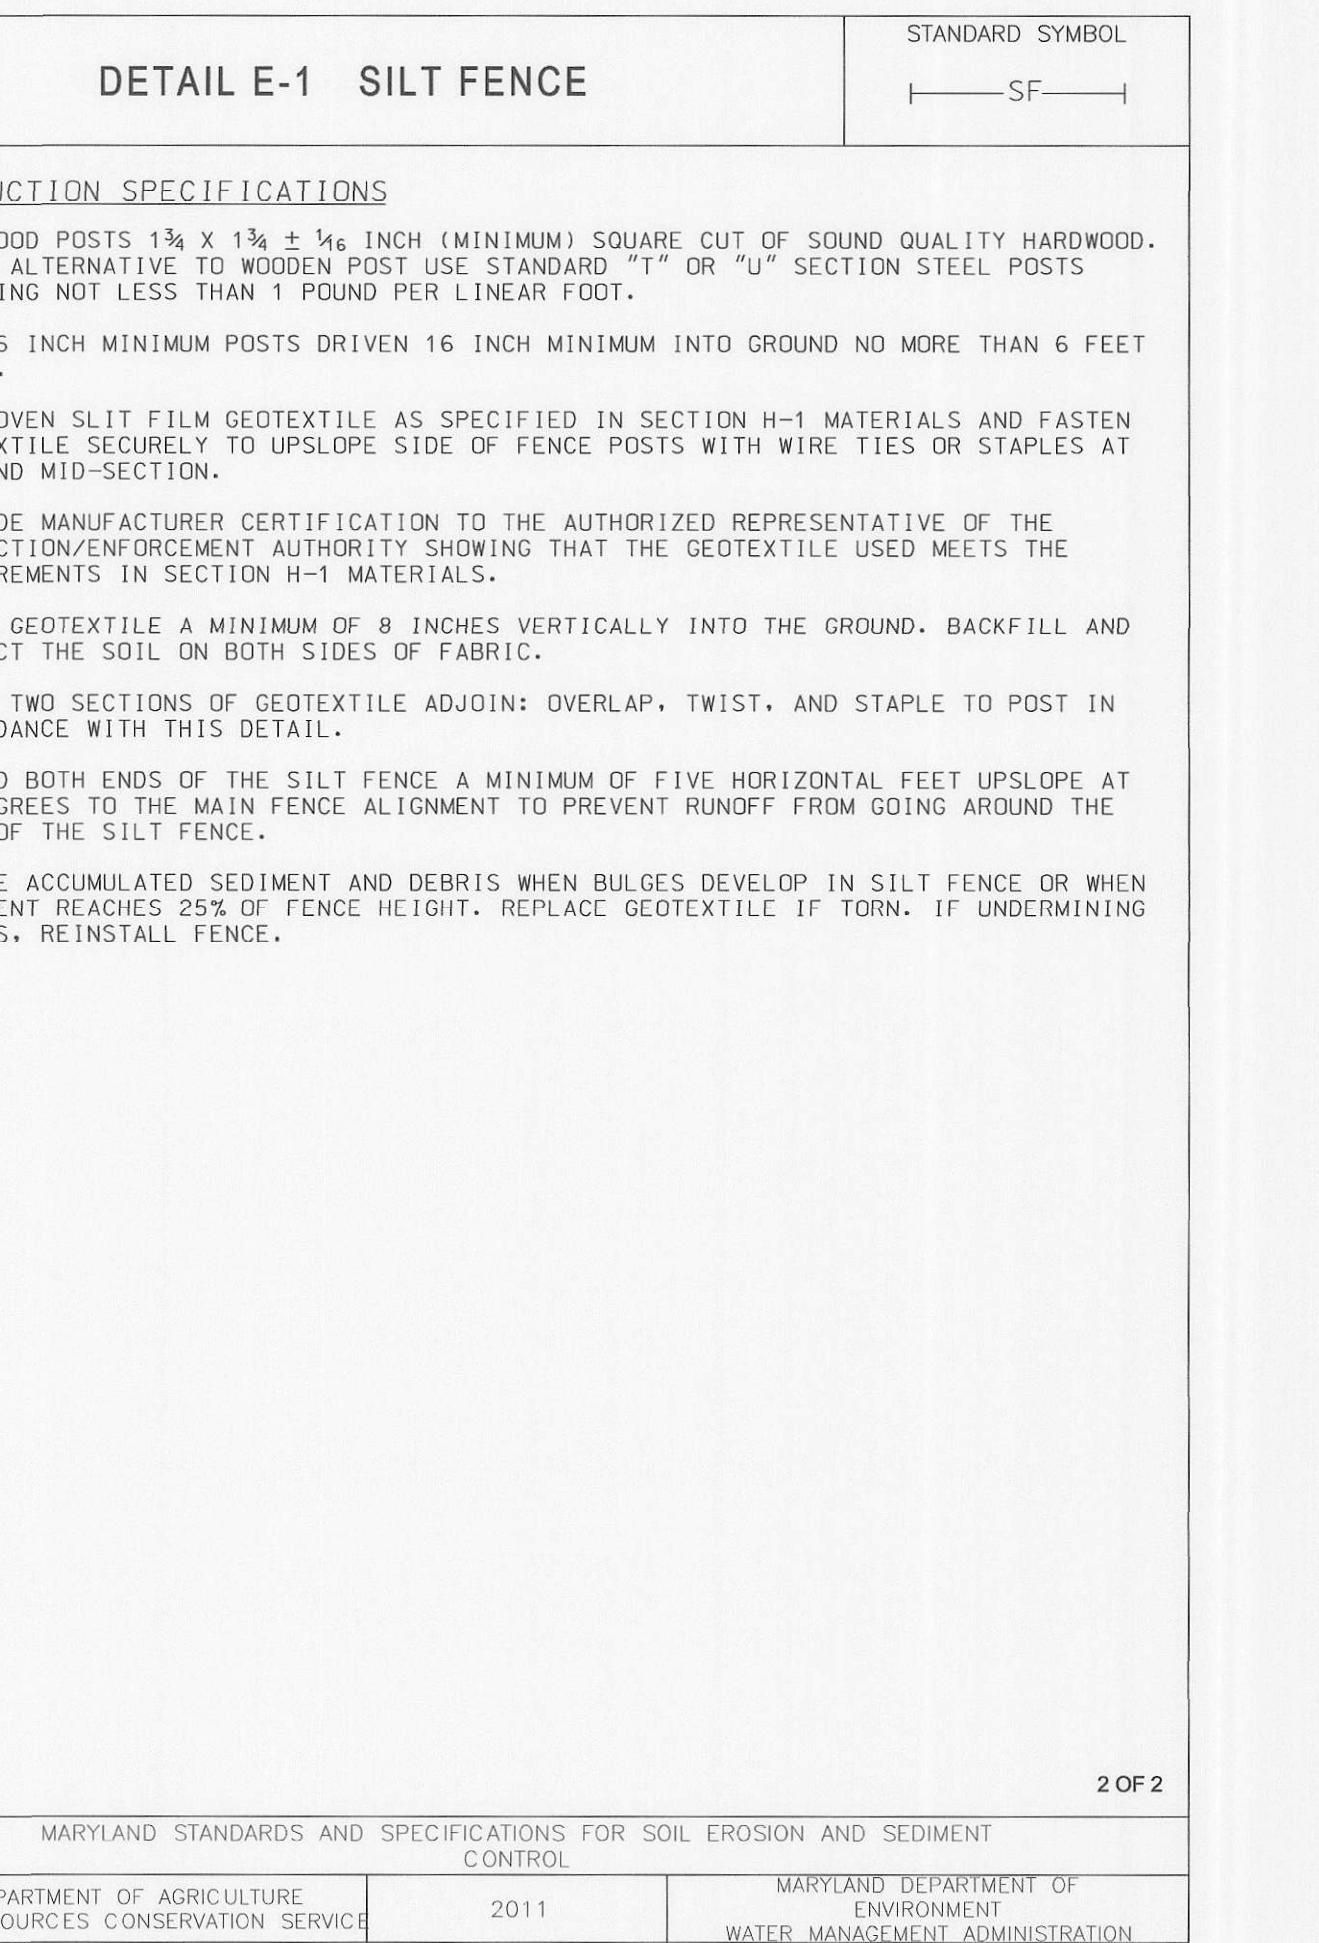 STANDARD SYMBOL
DETAIL E-1 SILT FENCE
SF
SPECIFICATIONS
POSTS 1¾ X 1¾ ± 1⁄16 INCH (MINIMUM) SQUARE CUT OF SOUND QUALITY HARDWOOD.
ALTERNATIVE TO WOODEN POST USE STANDARD "T" OR "U" SECTION STEEL POSTS
NOT LESS THAN 1 POUND PER LINEAR FOOT.
INCH MINIMUM POSTS DRIVEN 16 INCH MINIMUM INTO GROUND NO MORE THAN 6 FEET
SLIT FILM GEOTEXTILE AS SPECIFIED IN SECTION H-1 MATERIALS AND FASTEN
SECURELY TO UPSLOPE SIDE OF FENCE POSTS WITH WIRE TIES OR STAPLES AT
MID-SECTION.
MANUFACTURER CERTIFICATION TO THE AUTHORIZED REPRESENTATIVE OF THE
CTION/ENFORCEMENT AUTHORITY SHOWING THAT THE GEOTEXTILE USED MEETS THE
REMENTS IN SECTION H-1 MATERIALS.
GEOTEXTILE A MINIMUM OF 8 INCHES VERTICALLY INTO THE GROUND. BACKFILL AND
CT THE SOIL ON BOTH SIDES OF FABRIC.
TWO SECTIONS OF GEOTEXTILE ADJOIN: OVERLAP, TWIST, AND STAPLE TO POST IN
DANCE WITH THIS DETAIL.
BOTH ENDS OF THE SILT FENCE A MINIMUM OF FIVE HORIZONTAL FEET UPSLOPE AT
GREES TO THE MAIN FENCE ALIGNMENT TO PREVENT RUNOFF FROM GOING AROUND THE
OF THE SILT FENCE.
E ACCUMULATED SEDIMENT AND DEBRIS WHEN BULGES DEVELOP IN SILT FENCE OR WHEN
ENT REACHES 25% OF FENCE HEIGHT. REPLACE GEOTEXTILE IF TORN. IF UNDERMINING
S, REINSTALL FENCE.
2 OF 2
MARYLAND STANDARDS AND SPECIFICATIONS FOR SOIL EROSION AND SEDIMENT
CONTROL
PARTMENT OF AGRICULTURE
OURCES CONSERVATION SERVICE
2011
MARYLAND DEPARTMENT OF
ENVIRONMENT
WATER MANAGEMENT ADMINISTRATION